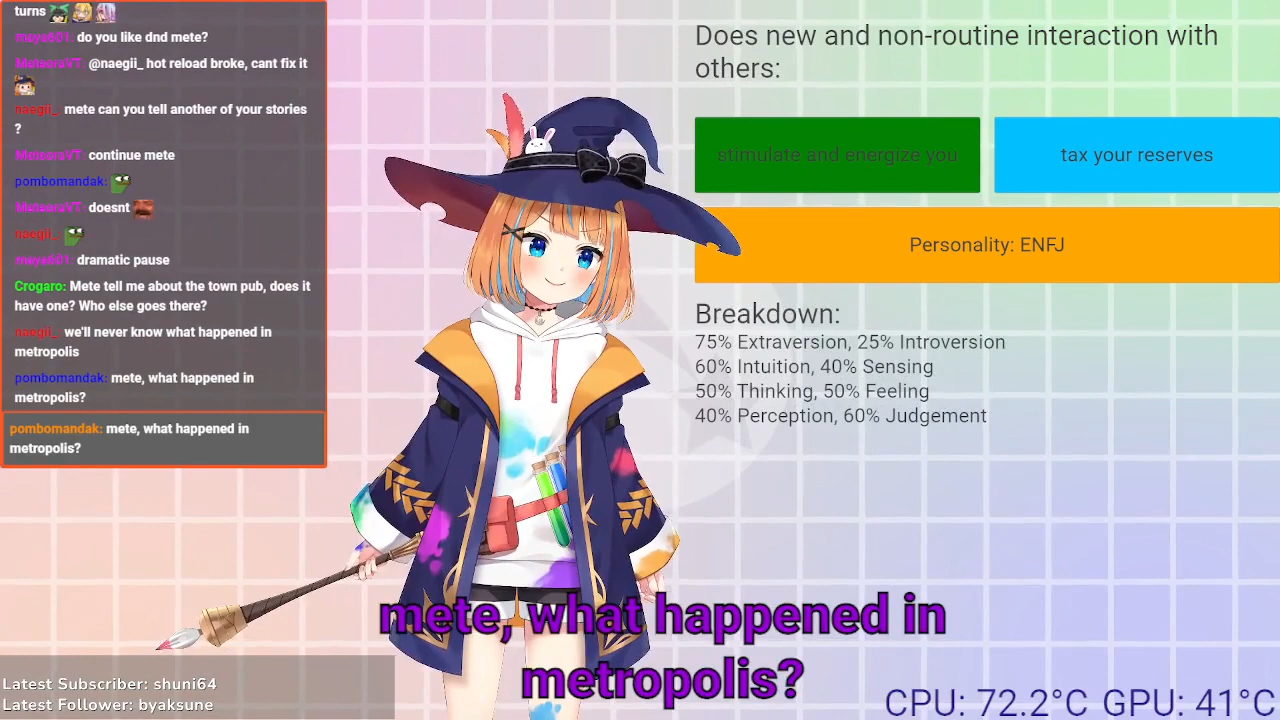 turns
moya601: do you like dnd mete?
MeteoraVT: @naegii_ hot reload broke, cant fix it
naegii_: mete can you tell another of your stories
?
MeteoraVT: continue mete
pombomandak:
MeteoraVT: doesnt
naegii_:
moya601: dramatic pause
Crogaro: Mete tell me about the town pub, does it
have one? Who else goes there?
naegii_: we'll never know what happened in
metropolis
pombomandak: mete, what happened in
metropolis?
pombomandak: mete, what happened in
metropolis?
Does new and non-routine interaction with
others:
stimulate and energize you
tax your reserves
Personality: ENFJ
Breakdown:
75% Extraversion, 25% Introversion
60% Intuition, 40% Sensing
50% Thinking, 50% Feeling
40% Perception, 60% Judgement
mete, what happened in
metropolis?
Latest Subscriber: shuni64
Latest Follower: byaksune
CPU: 72.2°C GPU: 41°C